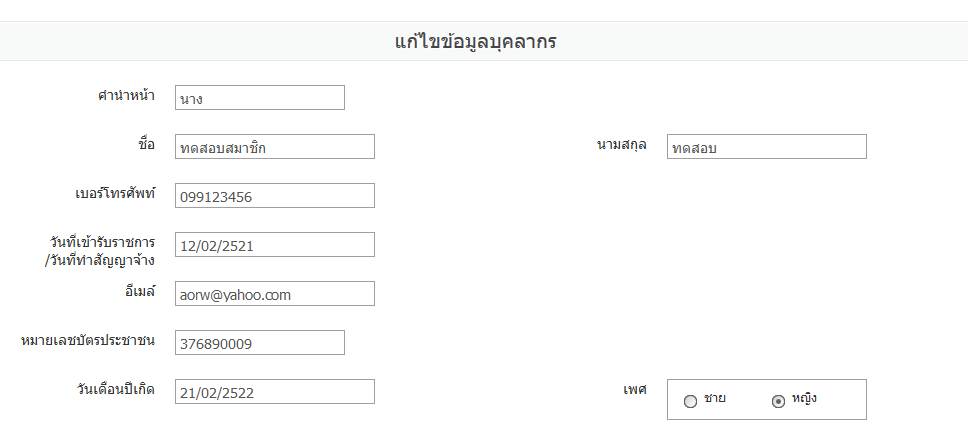 แก้ไขข้อมูลบุคลากร
คำนำหน้า นาง
ชื่อ ทดสอบสมาชิก นามสกุล ทดสอบ
เบอร์โทรศัพท์ 099123456
วันที่เข้ารับราชการ 12/02/2521
/วันที่ทำสัญญาจ้าง
อีเมล์ aorw@yahoo.com
หมายเลขบัตรประชาชน 376890009
วันเดือนปีเกิด 21/02/2522 เพศ ชาย หญิง